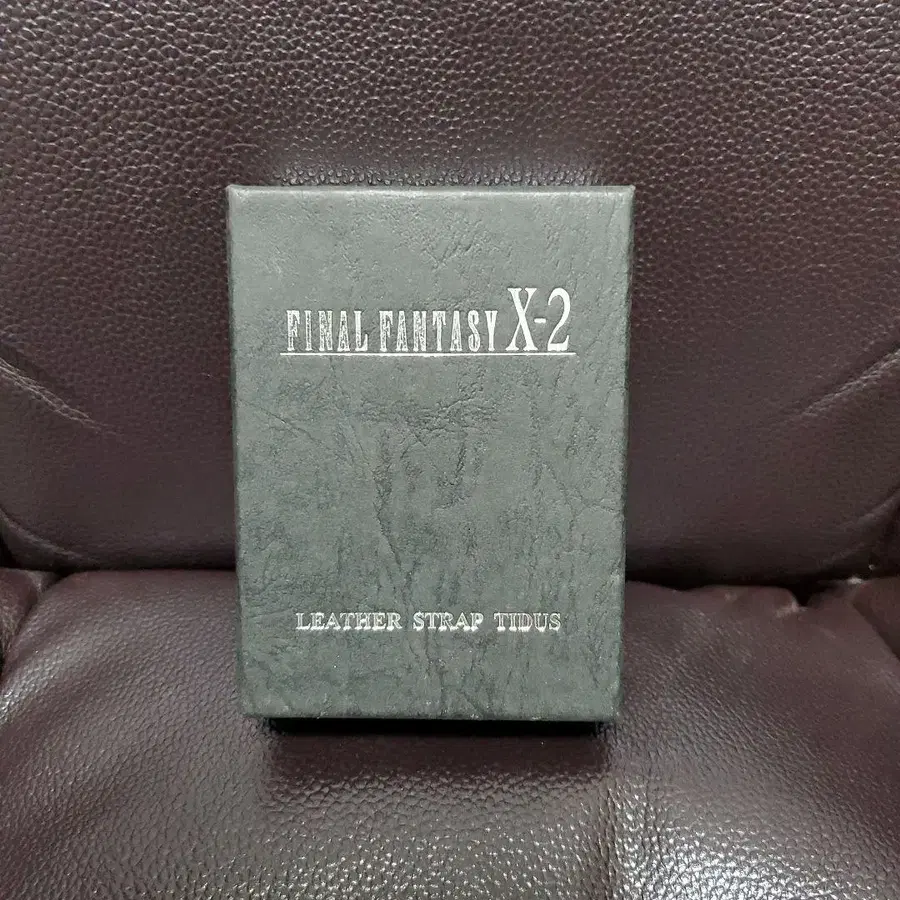 FINAL FANTASY X-2
LEATHER STRAP TIDUS